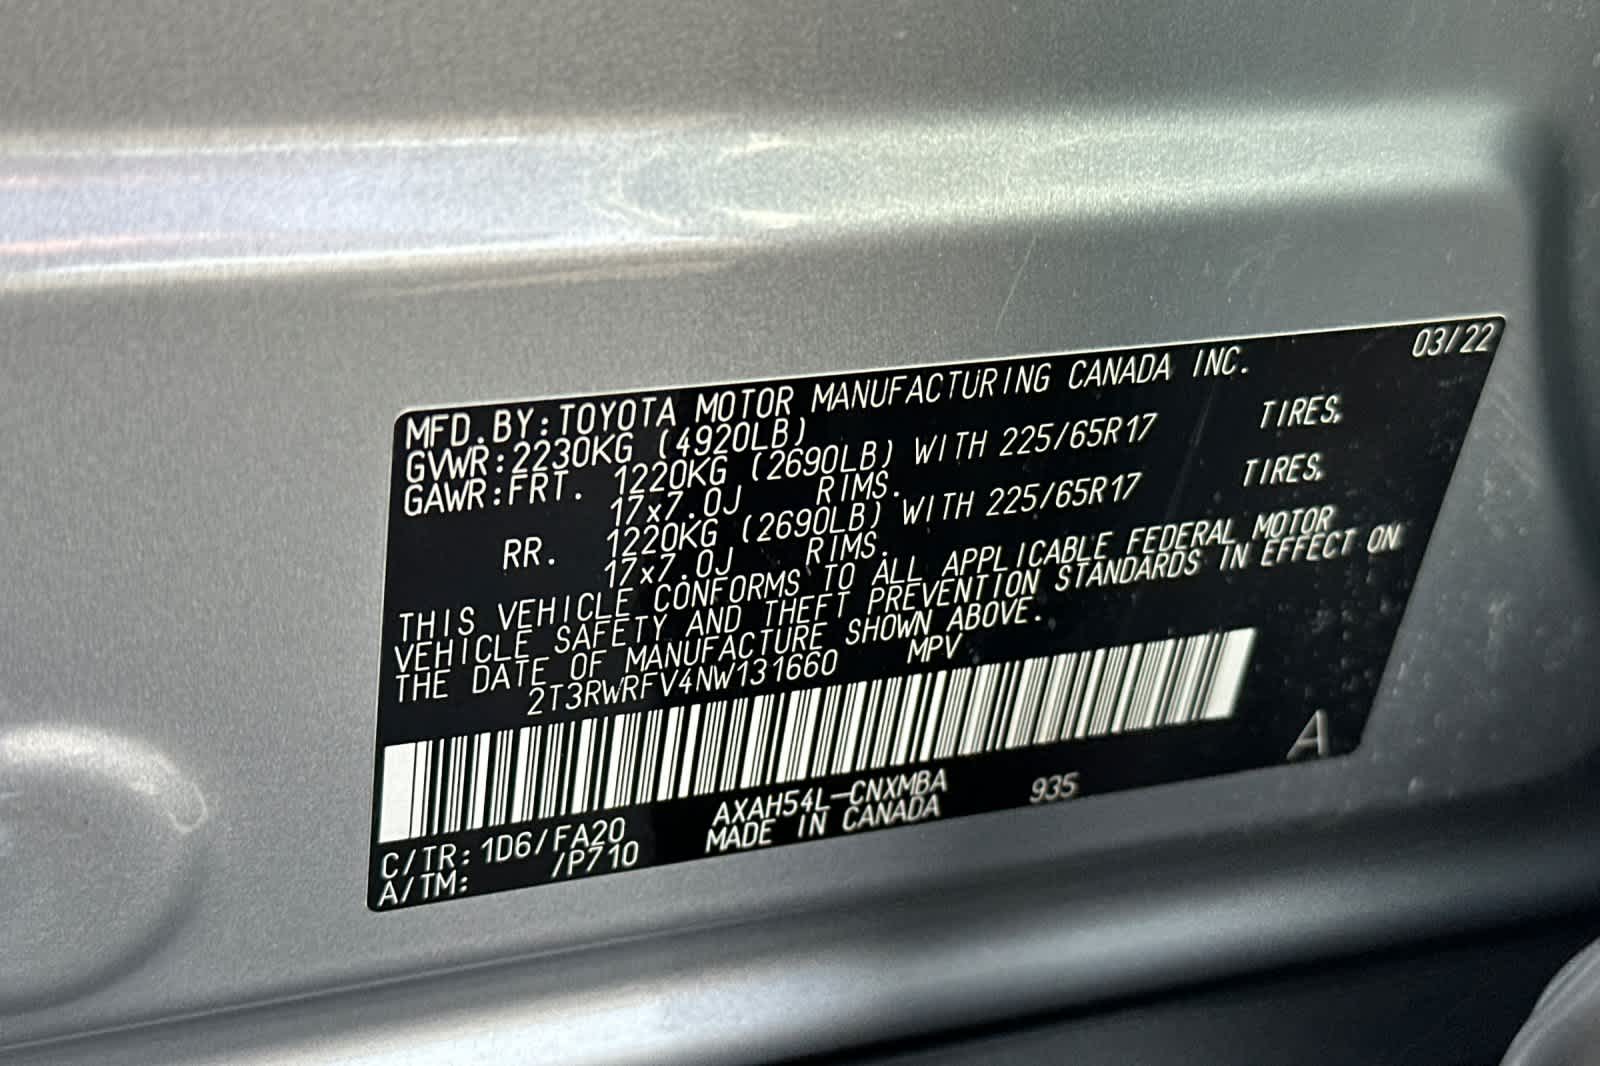 03/22
MFD.BY:TOYOTA MOTOR MANUFACTURING CANADA INC.
GVWR:2230KG (4920LB)
GAWR:FRT. 1220KG (2690LB) WITH 225/65R17 TIRES,
17x7.0J RIMS.
RR. 1220KG (2690LB) WITH 225/65R17 TIRES,
17x7.0J RIMS.
THIS VEHICLE CONFORMS TO ALL APPLICABLE FEDERAL MOTOR
VEHICLE SAFETY AND THEFT PREVENTION STANDARDS IN EFFECT ON
THE DATE OF MANUFACTURE SHOWN ABOVE.
2T3RWRFV4NW131660 MPV
A
AXAH54L-CNXMBA 935
C/TR:1D6/FA20 MADE IN CANADA
A/TM: /P710